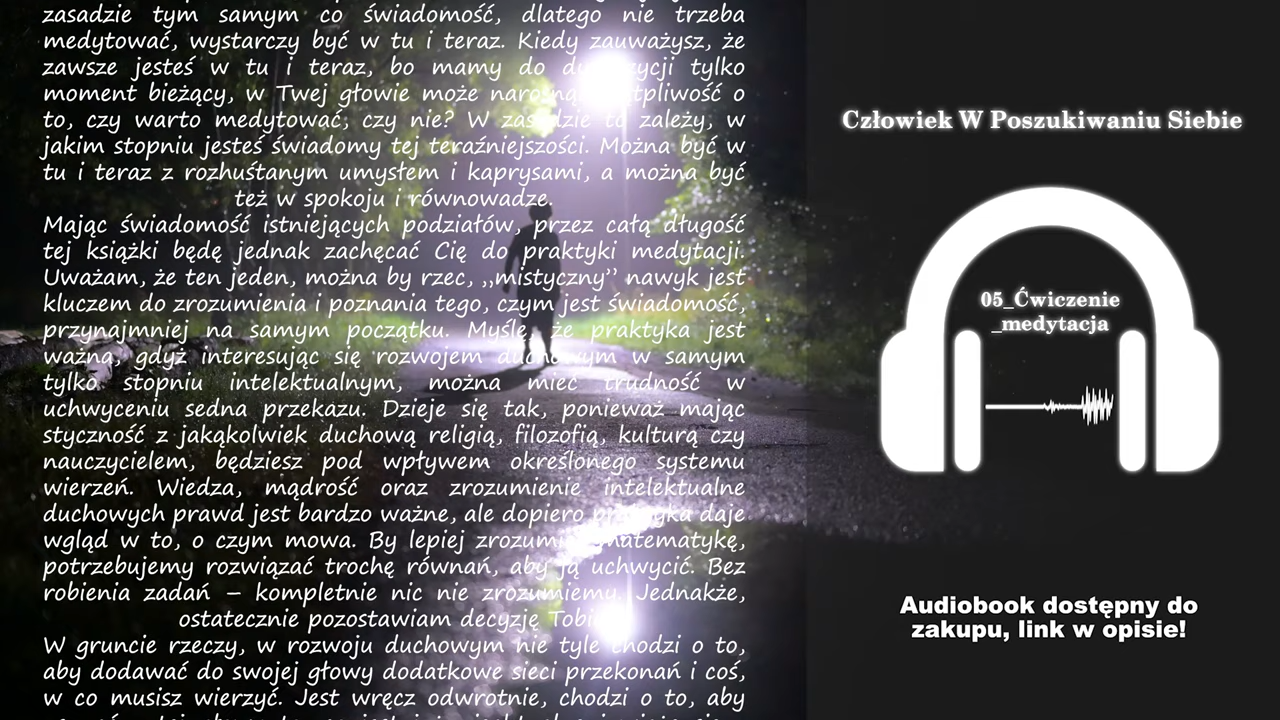 zasadzie tym samym co świadomość, dlatego nie trzeba
medytować, wystarczy być w tu i teraz. Kiedy zauważysz, że
zawsze jesteś w tu i teraz, bo mamy do dyspozycji tylko
moment bieżący, w Twej głowie może narosnąć wątpliwość o
to, czy warto medytować, czy nie? W zasadzie to zależy, w
jakim stopniu jesteś świadomy tej teraźniejszości. Można być w
tu i teraz z rozhuśtanym umysłem i kaprysami, a można być
też w spokoju i równowadze.
Mając świadomość istniejących podziałów, przez całą długość
tej książki będę jednak zachęcać Cię do praktyki medytacji.
Uważam, że ten jeden, można by rzec, ,,mistyczny” nawyk jest
kluczem do zrozumienia i poznania tego, czym jest świadomość,
przynajmniej na samym początku. Myślę, że praktyka jest
ważna, gdyż interesując się rozwojem duchowym w samym
tylko stopniu intelektualnym, można mieć trudność w
uchwyceniu sedna przekazu. Dzieje się tak, ponieważ mając
styczność z jakąkolwiek duchową religią, filozofią, kulturą czy
nauczycielem, będziesz pod wpływem określonego systemu
wierzeń. Wiedza, mądrość oraz zrozumienie intelektualne
duchowych prawd jest bardzo ważne, ale dopiero praktyka daje
wgląd w to, o czym mowa. By lepiej zrozumieć matematykę,
potrzebujemy rozwiązać trochę równań, aby ją uchwycić. Bez
robienia zadań – kompletnie nic nie zrozumiemy. Jednakże,
ostatecznie pozostawiam decyzję Tobie.
W gruncie rzeczy, w rozwoju duchowym nie tyle chodzi o to,
aby dodawać do swojej głowy dodatkowe sieci przekonań i coś,
w co musisz wierzyć. Jest wręcz odwrotnie, chodzi o to, aby
Człowiek W Poszukiwaniu Siebie
05_Ćwiczenie
_medytacja
Audiobook dostępny do
zakupu, link w opisie!